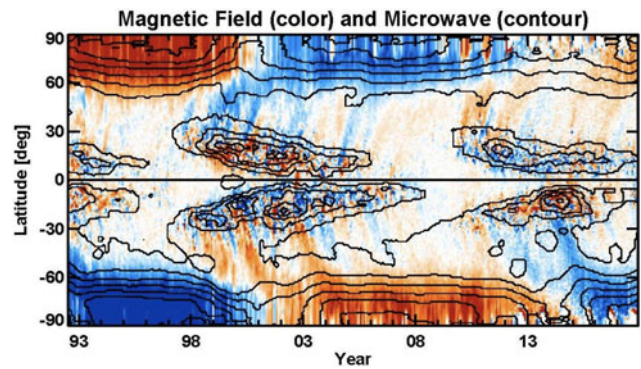 Magnetic Field (color) and Microwave (contour)
90
60
30
0
-30
-60
-90
Latitude [deg]
93 98 03 08 13
Year